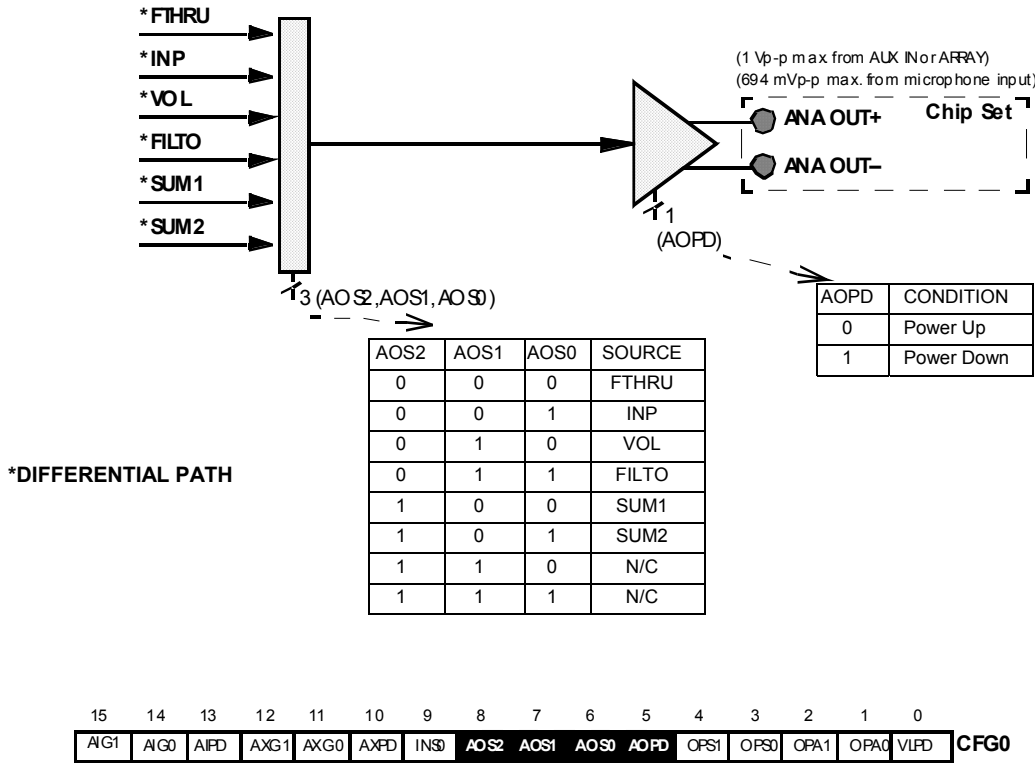 *FTHRU
*INP
*VOL
*FILTO
*SUM1
*SUM2
(1 Vp-p max. from AUX IN or ARRAY)
(694 mVp-p max. from microphone input)
Chip Set
ANA OUT+
ANA OUT–
1
(AOPD)
3 (AOS2, AOS1, AOS0)
AOPD CONDITION
0 Power Up
1 Power Down
AOS2 AOS1 AOS0 SOURCE
0 0 0 FTHRU
0 0 1 INP
0 1 0 VOL
0 1 1 FILTO
1 0 0 SUM1
1 0 1 SUM2
1 1 0 N/C
1 1 1 N/C
*DIFFERENTIAL PATH
15 14 13 12 11 10 9 8 7 6 5 4 3 2 1 0
AIG1 AIG0 AIPD AXG1 AXG0 AXPD INS0 AOS2 AOS1 AOS0 AOPD OPS1 OPS0 OPA1 OPA0 VLPD CFG0